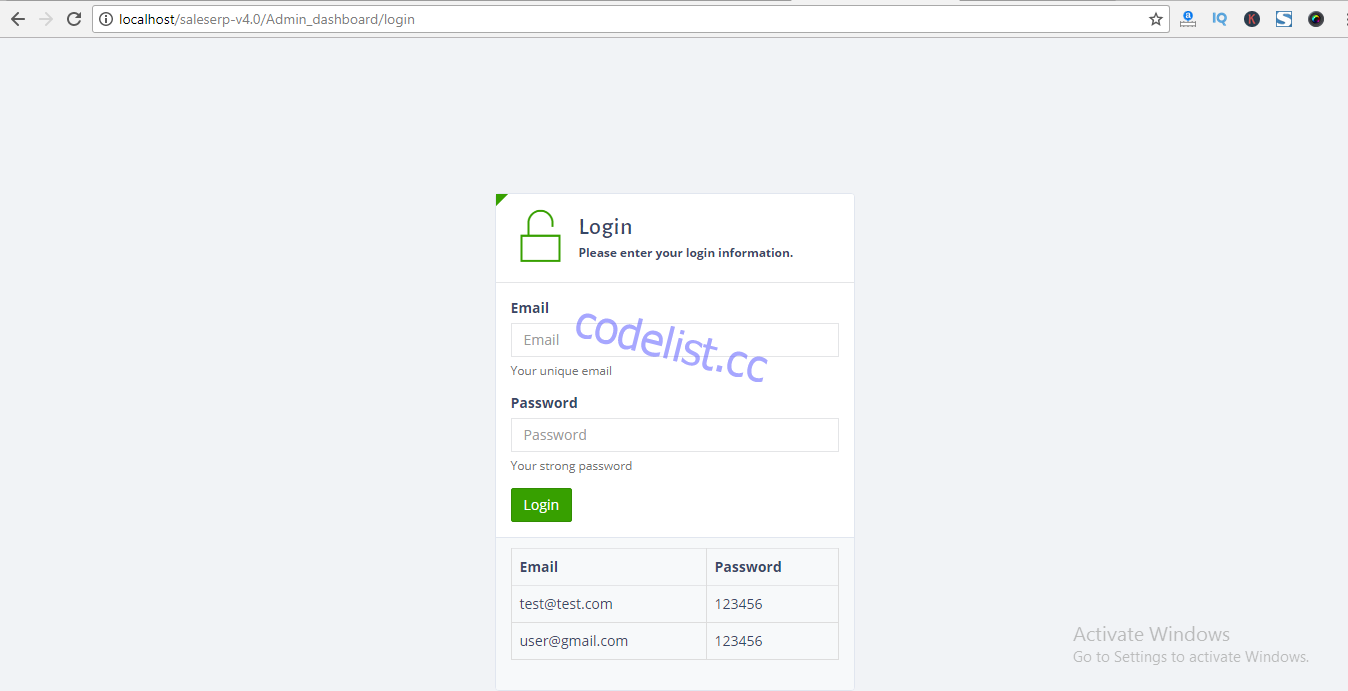 localhost/saleserp-v4.0/Admin_dashboard/login
IQ
K
S
Login
Please enter your login information.
Email
Email
codelist.cc
Your unique email
Password
Password
Your strong password
Login
Email Password
test@test.com 123456
user@gmail.com 123456
Activate Windows
Go to Settings to activate Windows.